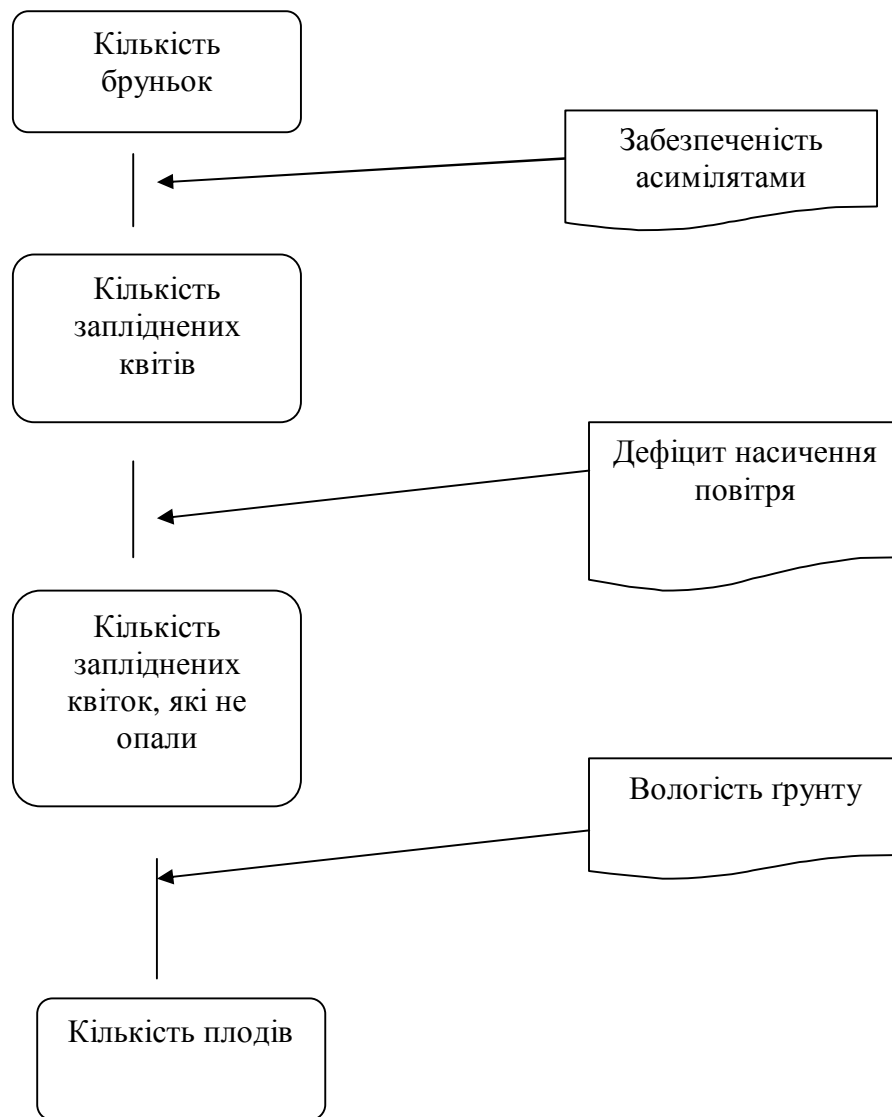 Кількість
бруньок
Забезпеченість
асимілятами
Кількість
запліднених
квітів
Дефіцит насичення
повітря
Кількість
запліднених
квіток, які не
опали
Вологість ґрунту
Кількість плодів